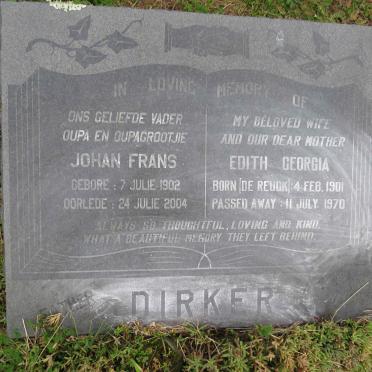 IN LOVING MEMORY OF
ONS GELIEFDE VADER
OUPA EN OUPAGROOTJIE
JOHAN FRANS
GEBORE : 7 JULIE 1902
OORLEDE : 24 JULIE 2004
MY BELOVED WIFE
AND OUR DEAR MOTHER
EDITH GEORGIA
BORN (DE REUCK) 4 FEB. 1901
PASSED AWAY : 11 JULY 1970
ALWAYS SO THOUGHTFUL, LOVING AND KIND,
WHAT A BEAUTIFUL MEMORY THEY LEFT BEHIND.
DIRKER